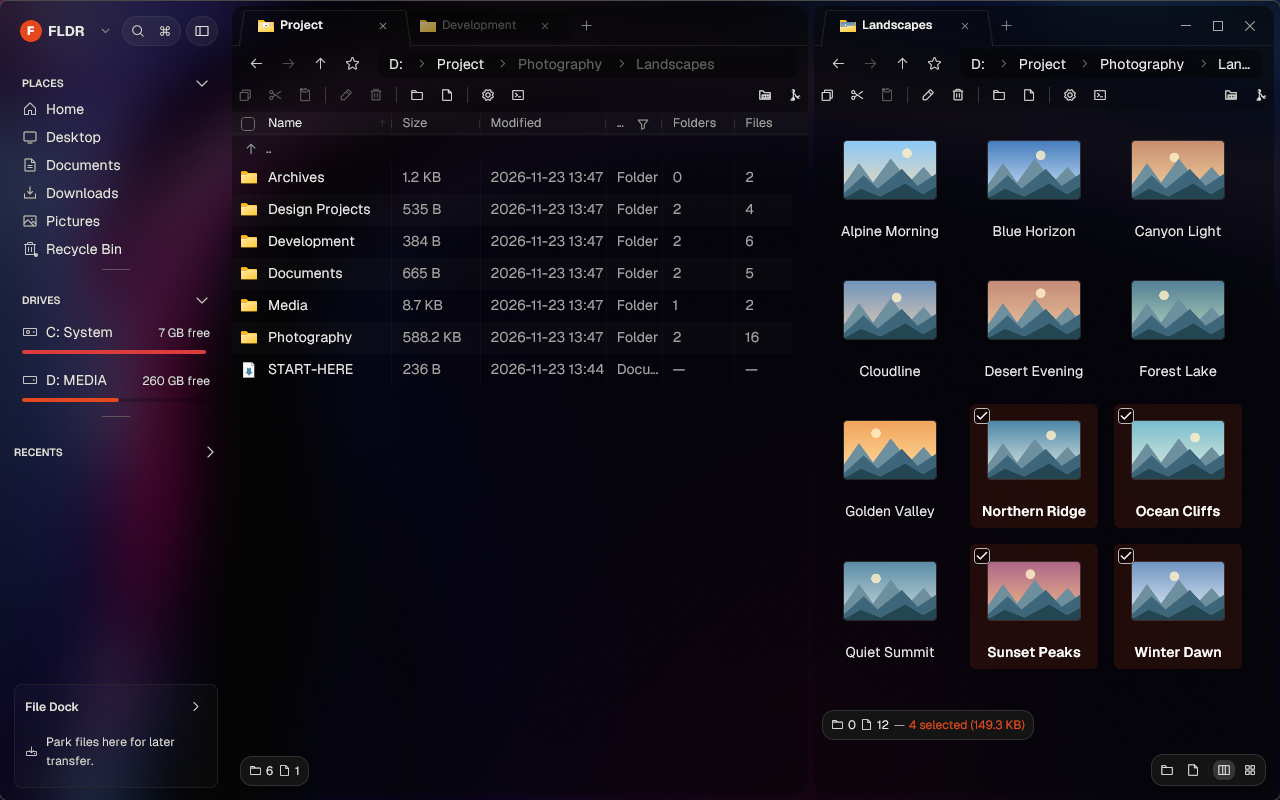 F FLDR
⌘
PLACES
Home
Desktop
Documents
Downloads
Pictures
Recycle Bin
DRIVES
C: System 7 GB free
D: MEDIA 260 GB free
RECENTS
File Dock
Park files here for later
transfer.
Project
Development
D: Project Photography Landscapes
Name Size Modified ... Folders Files
..
Archives 1.2 KB 2026-11-23 13:47 Folder 0 2
Design Projects 535 B 2026-11-23 13:47 Folder 2 4
Development 384 B 2026-11-23 13:47 Folder 2 6
Documents 665 B 2026-11-23 13:47 Folder 2 5
Media 8.7 KB 2026-11-23 13:47 Folder 1 2
Photography 588.2 KB 2026-11-23 13:47 Folder 2 16
START-HERE 236 B 2026-11-23 13:44 Docu... — —
6 1
Landscapes
D: Project Photography Lan...
Alpine Morning Blue Horizon Canyon Light
Cloudline Desert Evening Forest Lake
Golden Valley Northern Ridge Ocean Cliffs
Quiet Summit Sunset Peaks Winter Dawn
0 12 — 4 selected (149.3 KB)